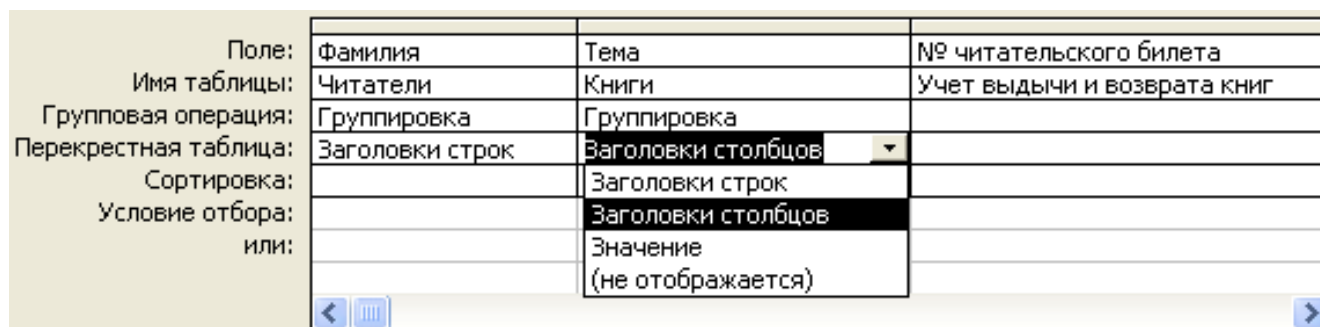 Поле: Фамилия Тема № читательского билета
Имя таблицы: Читатели Книги Учет выдычи и возврата книг
Групповая операция: Группировка Группировка
Перекрестная таблица: Заголовки строк Заголовки столбцов
Сортировка: Заголовки строк
Условие отбора: Заголовки столбцов
или: Значение
(не отображается)